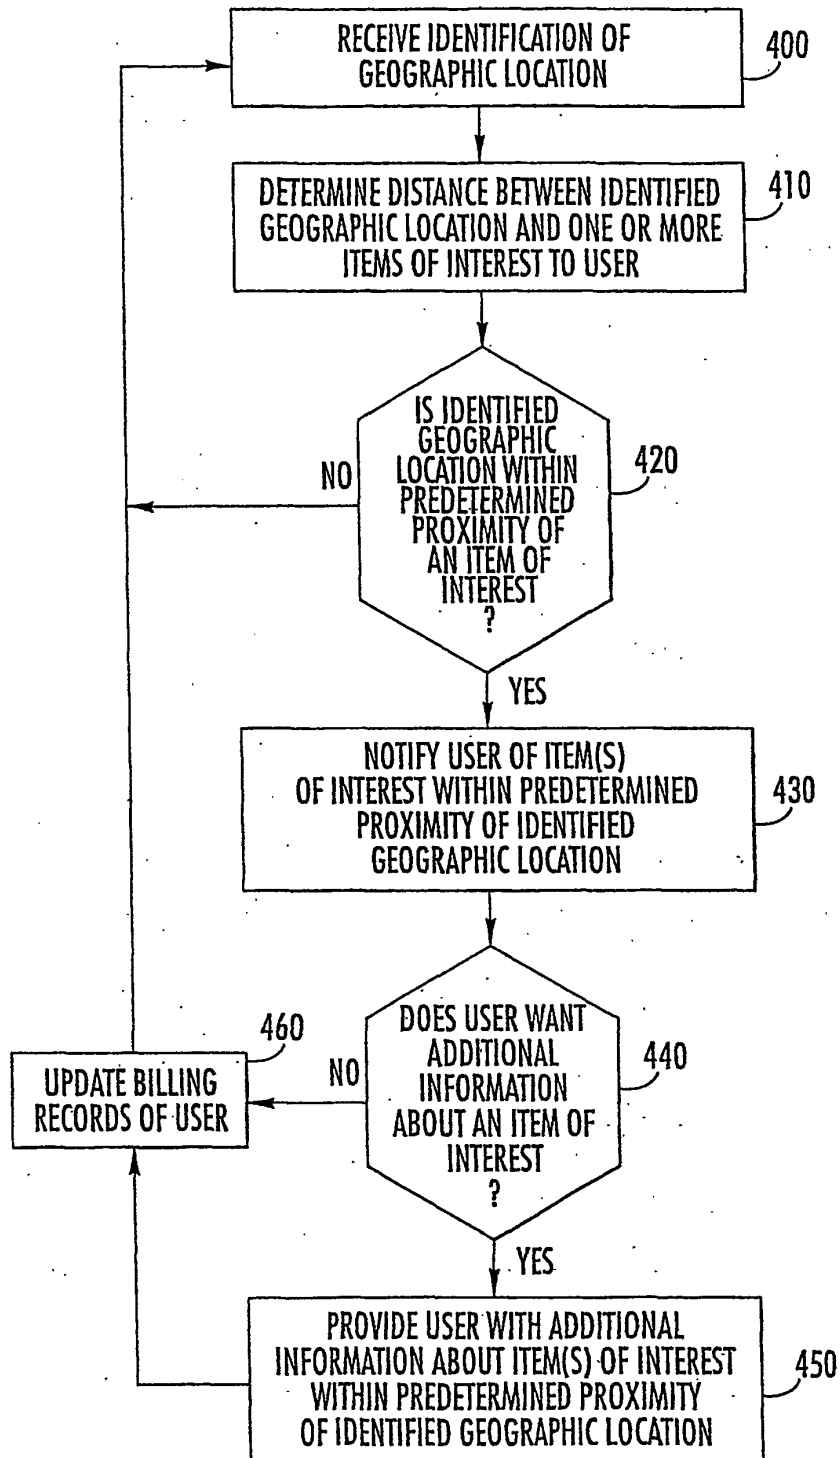 RECEIVE IDENTIFICATION OF
GEOGRAPHIC LOCATION
400
DETERMINE DISTANCE BETWEEN IDENTIFIED
GEOGRAPHIC LOCATION AND ONE OR MORE
ITEMS OF INTEREST TO USER
410
IS IDENTIFIED
GEOGRAPHIC
LOCATION WITHIN
PREDETERMINED
PROXIMITY OF
AN ITEM OF
INTEREST
?
420
NO
YES
NOTIFY USER OF ITEM(S)
OF INTEREST WITHIN PREDETERMINED
PROXIMITY OF IDENTIFIED
GEOGRAPHIC LOCATION
430
DOES USER WANT
ADDITIONAL
INFORMATION
ABOUT AN ITEM OF
INTEREST
?
440
NO
460
UPDATE BILLING
RECORDS OF USER
YES
PROVIDE USER WITH ADDITIONAL
INFORMATION ABOUT ITEM(S) OF INTEREST
WITHIN PREDETERMINED PROXIMITY
OF IDENTIFIED GEOGRAPHIC LOCATION
450